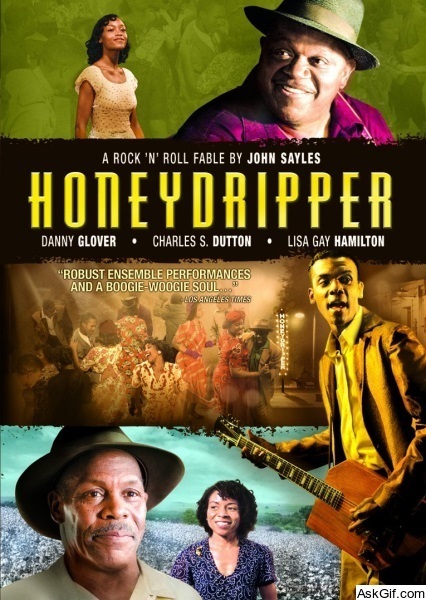 A ROCK 'N' ROLL FABLE BY JOHN SAYLES
HONEYDRIPPER
DANNY GLOVER • CHARLES S. DUTTON • LISA GAY HAMILTON
"ROBUST ENSEMBLE PERFORMANCES
AND A BOOGIE-WOOGIE SOUL..."
LOS ANGELES TIMES
AskGif.com